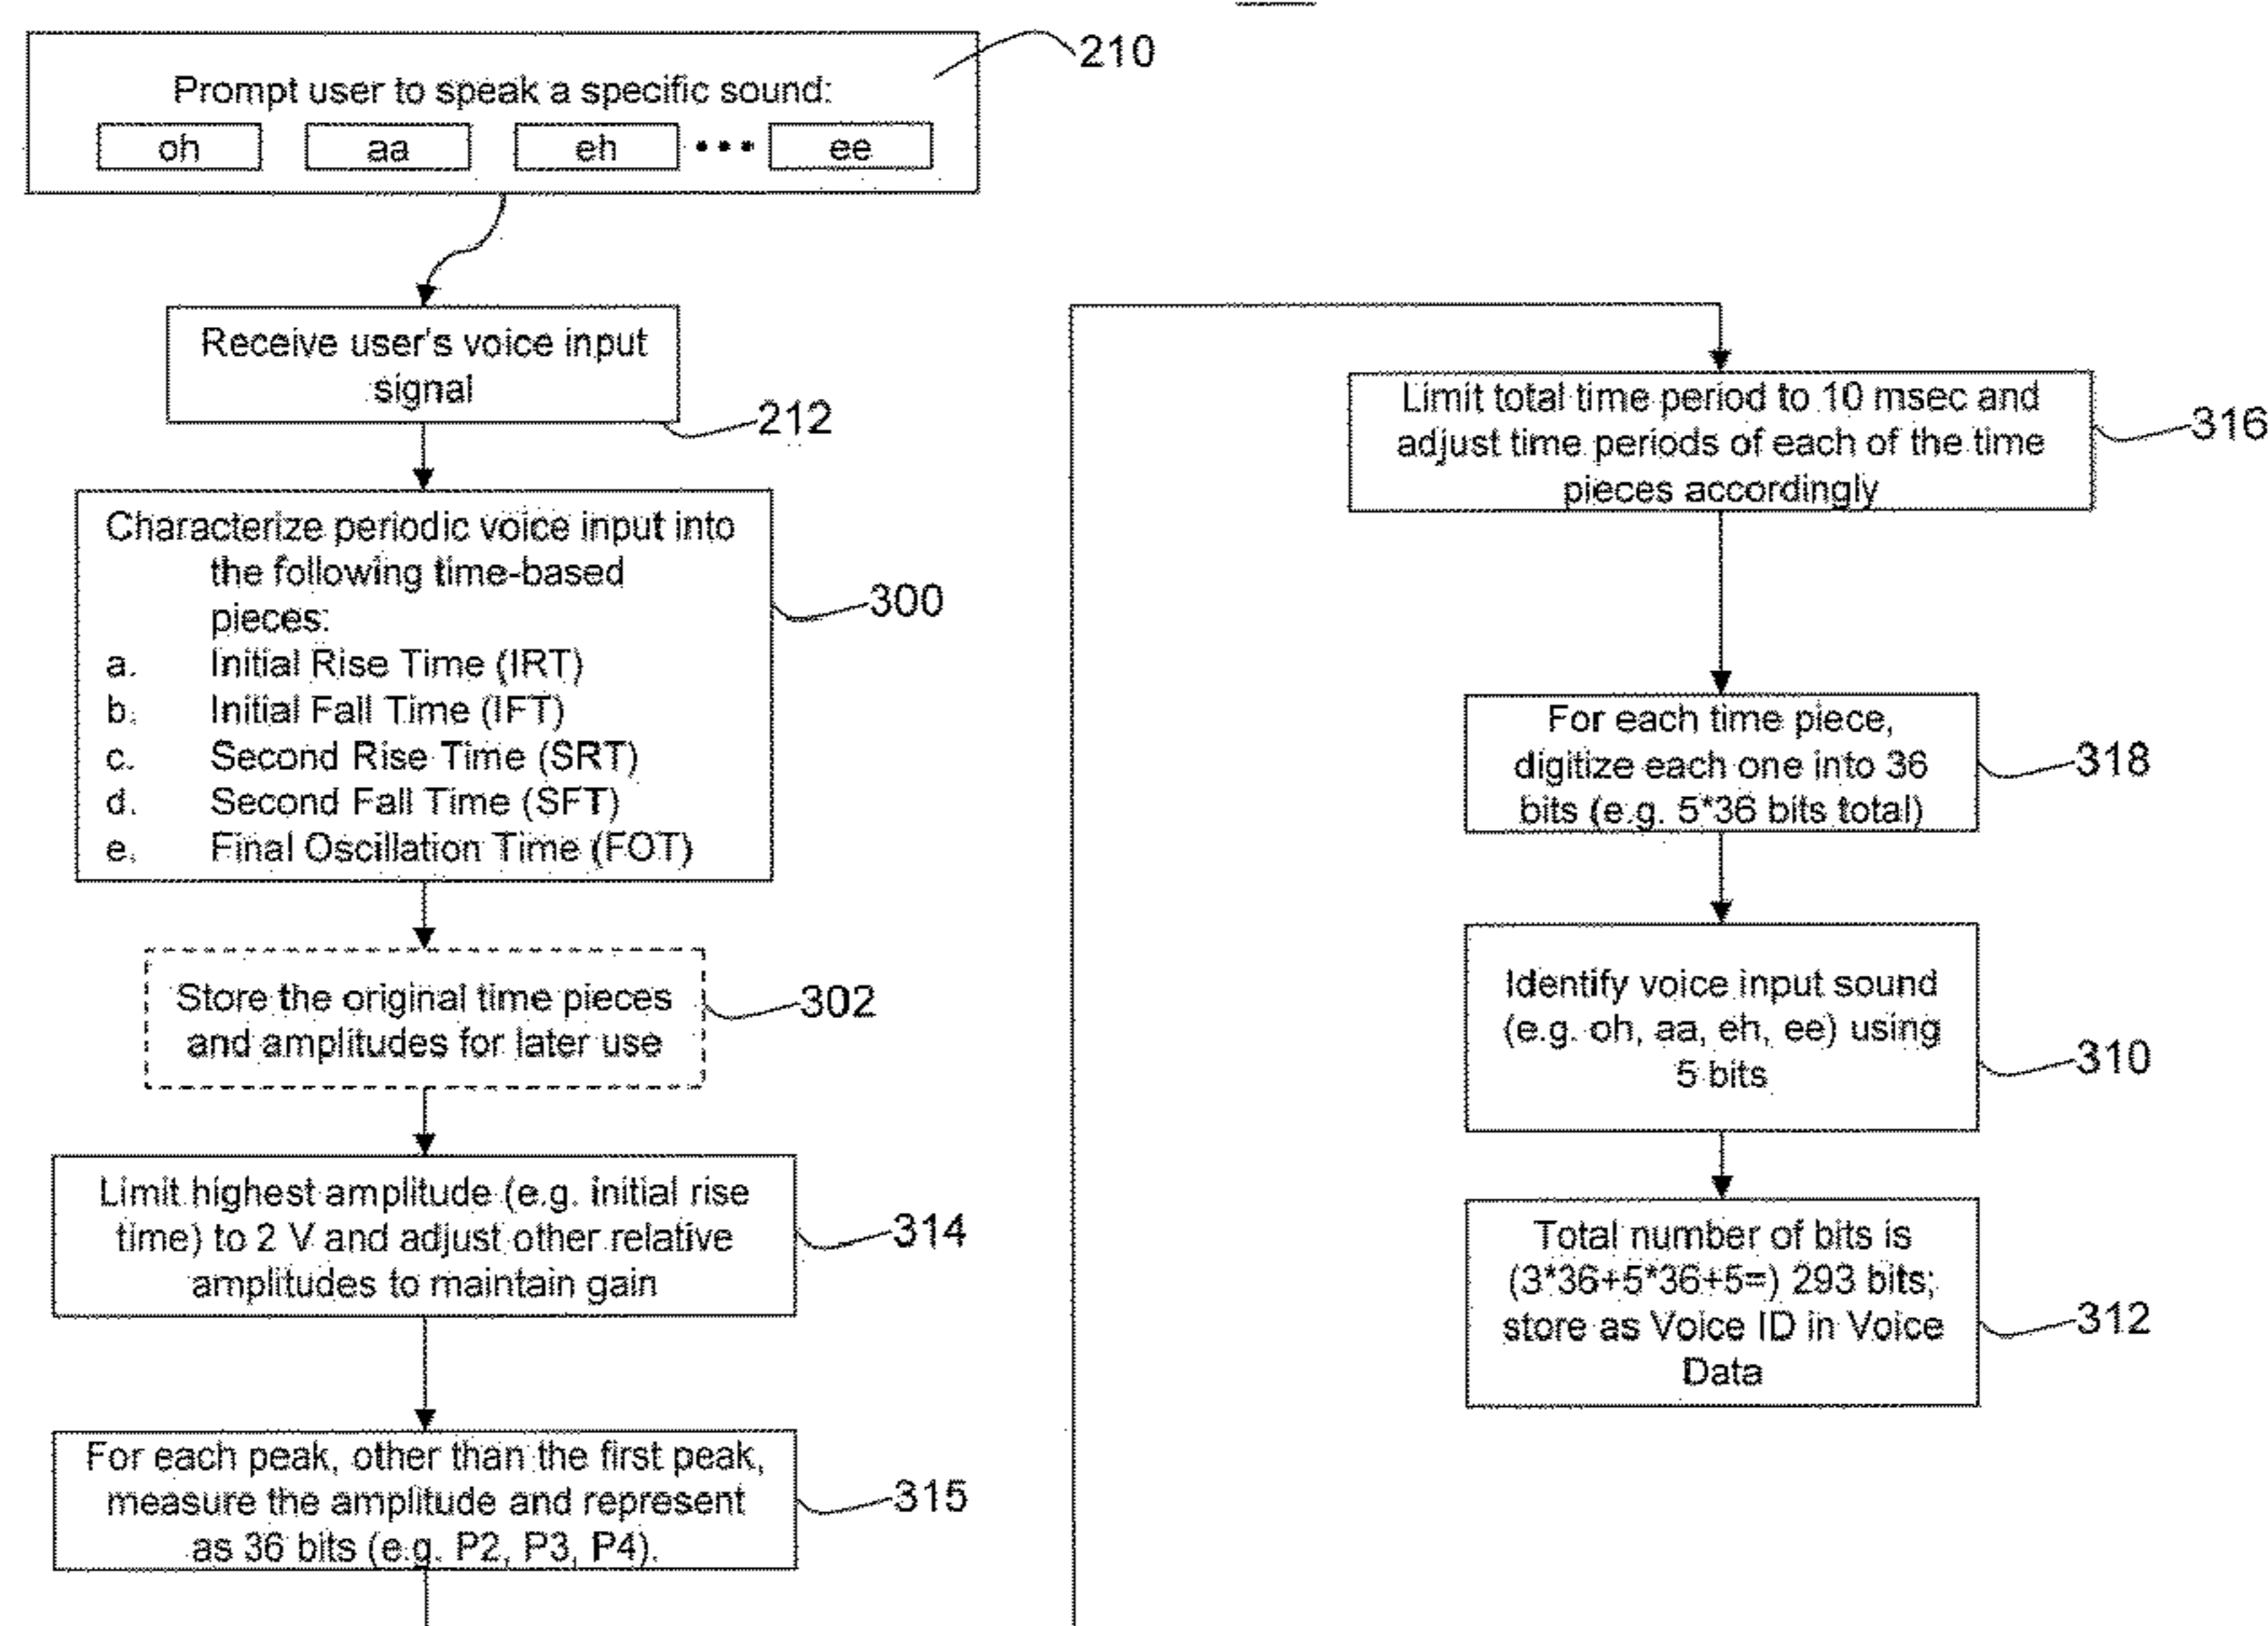 210
Prompt user to speak a specific sound:
oh aa eh ••• ee
Receive user's voice input
signal
212
Characterize periodic voice input into
the following time-based
pieces:
a. Initial Rise Time (IRT)
b. Initial Fall Time (IFT)
c. Second Rise Time (SRT)
d. Second Fall Time (SFT)
e. Final Oscillation Time (FOT)
300
Store the original time pieces
and amplitudes for later use
302
Limit highest amplitude (e.g. initial rise
time) to 2 V and adjust other relative
amplitudes to maintain gain
314
For each peak, other than the first peak,
measure the amplitude and represent
as 36 bits (e.g. P2, P3, P4).
315
Limit total time period to 10 msec and
adjust time periods of each of the time
pieces accordingly
316
For each time piece,
digitize each one into 36
bits (e.g. 5*36 bits total)
318
Identify voice input sound
(e.g. oh, aa, eh, ee) using
5 bits
310
Total number of bits is
(3*36+5*36+5=) 293 bits;
store as Voice ID in Voice
Data
312